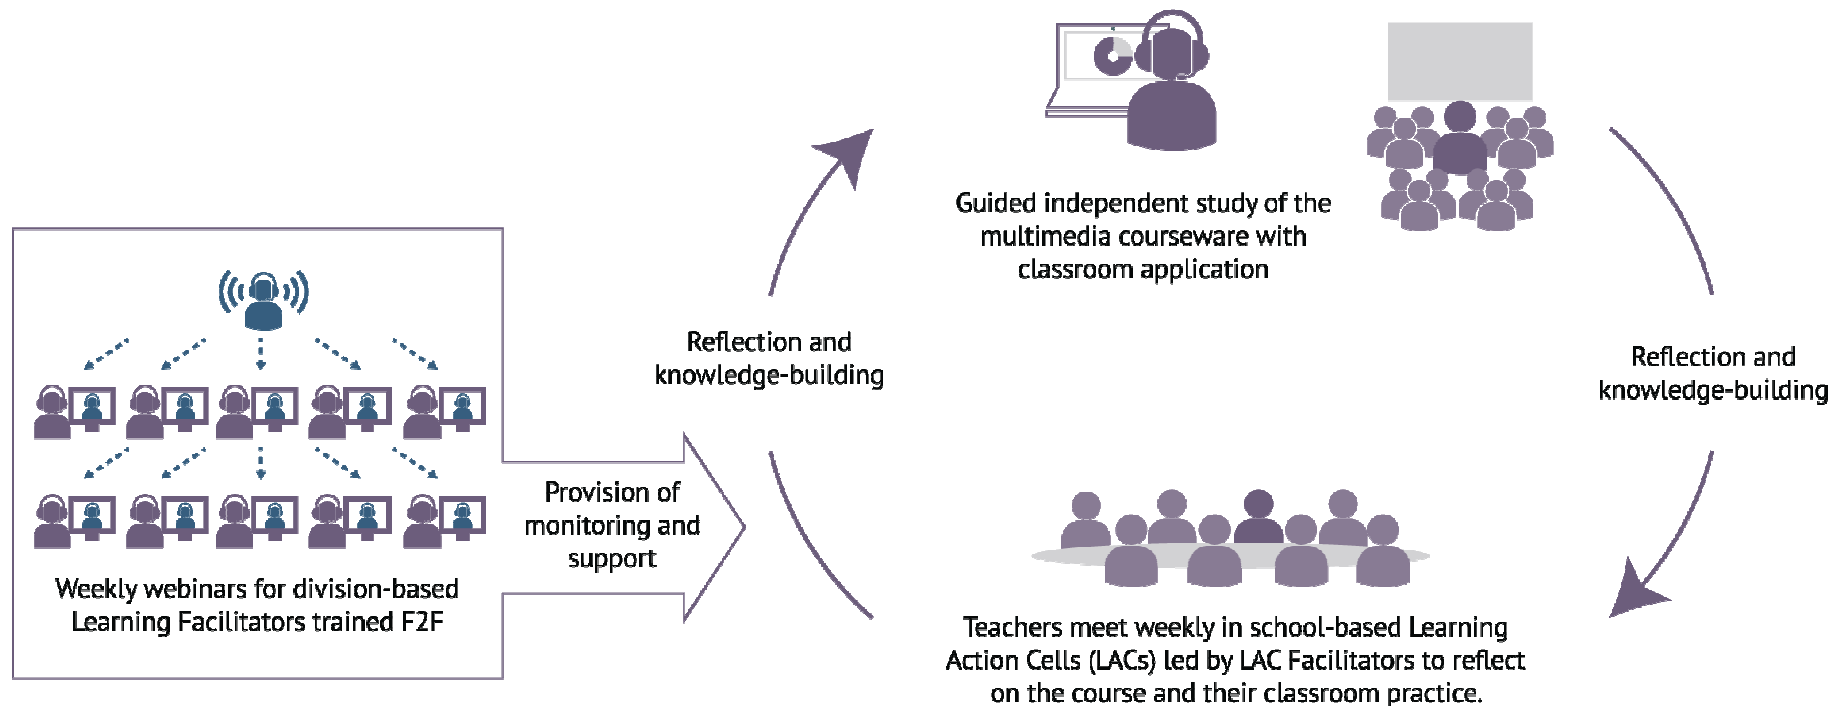 Guided independent study of the
multimedia courseware with
classroom application
Reflection and
knowledge-building
Reflection and
knowledge-building
Provision of
monitoring and
support
Weekly webinars for division-based
Learning Facilitators trained F2F
Teachers meet weekly in school-based Learning
Action Cells (LACs) led by LAC Facilitators to reflect
on the course and their classroom practice.